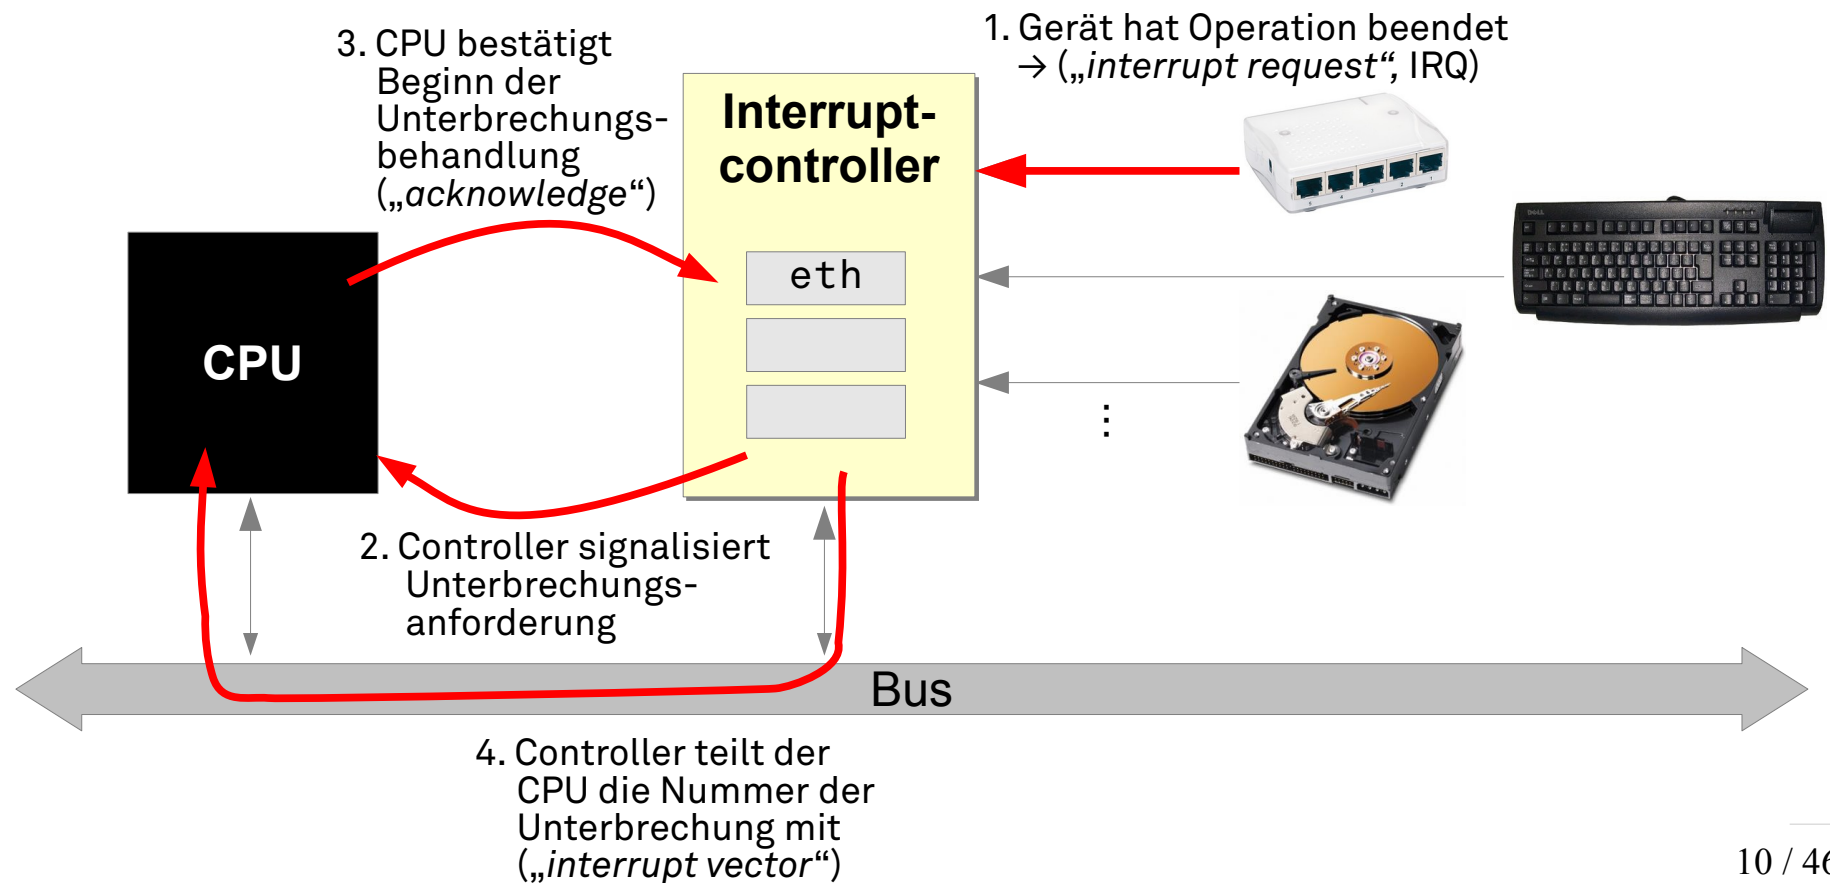 1. Gerät hat Operation beendet
→ („interrupt request“, IRQ)
3. CPU bestätigt
Beginn der
Unterbrechungs-
behandlung
(„acknowledge“)
Interrupt-
controller
eth
CPU
⋮
2. Controller signalisiert
Unterbrechungs-
anforderung
Bus
4. Controller teilt der
CPU die Nummer der
Unterbrechung mit
(„interrupt vector“)
10 / 46